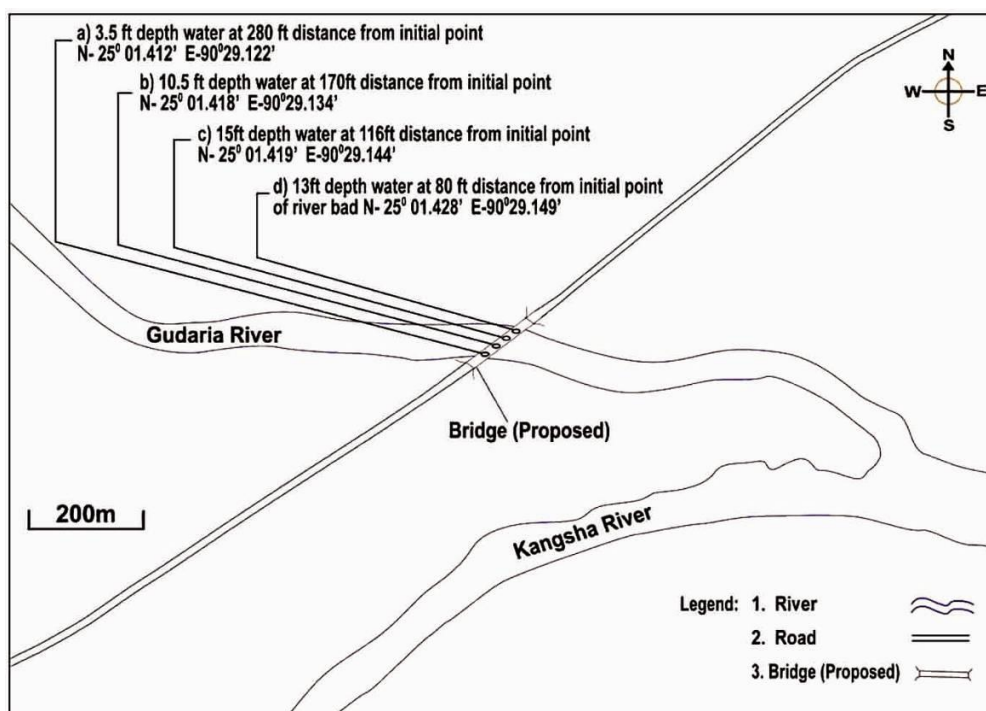 a) 3.5 ft depth water at 280 ft distance from initial point
N- 25⁰ 01.412’ E-90⁰29.122’
b) 10.5 ft depth water at 170ft distance from initial point
N- 25⁰ 01.418’ E-90⁰29.134’
c) 15ft depth water at 116ft distance from initial point
N- 25⁰ 01.419’ E-90⁰29.144’
d) 13ft depth water at 80 ft distance from initial point
of river bad N- 25⁰ 01.428’ E-90⁰29.149’
N
W E
S
Gudaria River
Bridge (Proposed)
200m
Kangsha River
Legend: 1. River
2. Road
3. Bridge (Proposed)